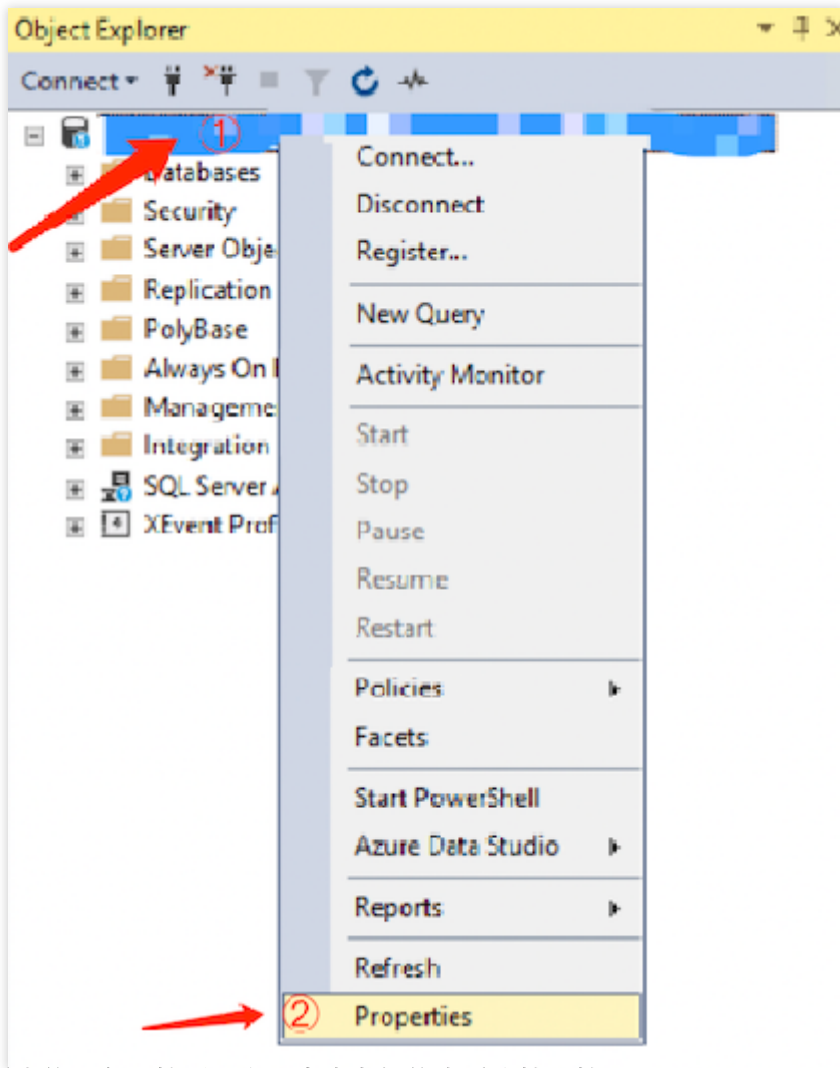 Object Explorer
Connect
①
Databases
Security
Server Obje
Replication
PolyBase
Always On
Manageme
Integration
SQL Server
XEvent Prof
Connect...
Disconnect
Register...
New Query
Activity Monitor
Start
Stop
Pause
Resume
Restart
Policies
Facets
Start PowerShell
Azure Data Studio
Reports
Refresh
② Properties